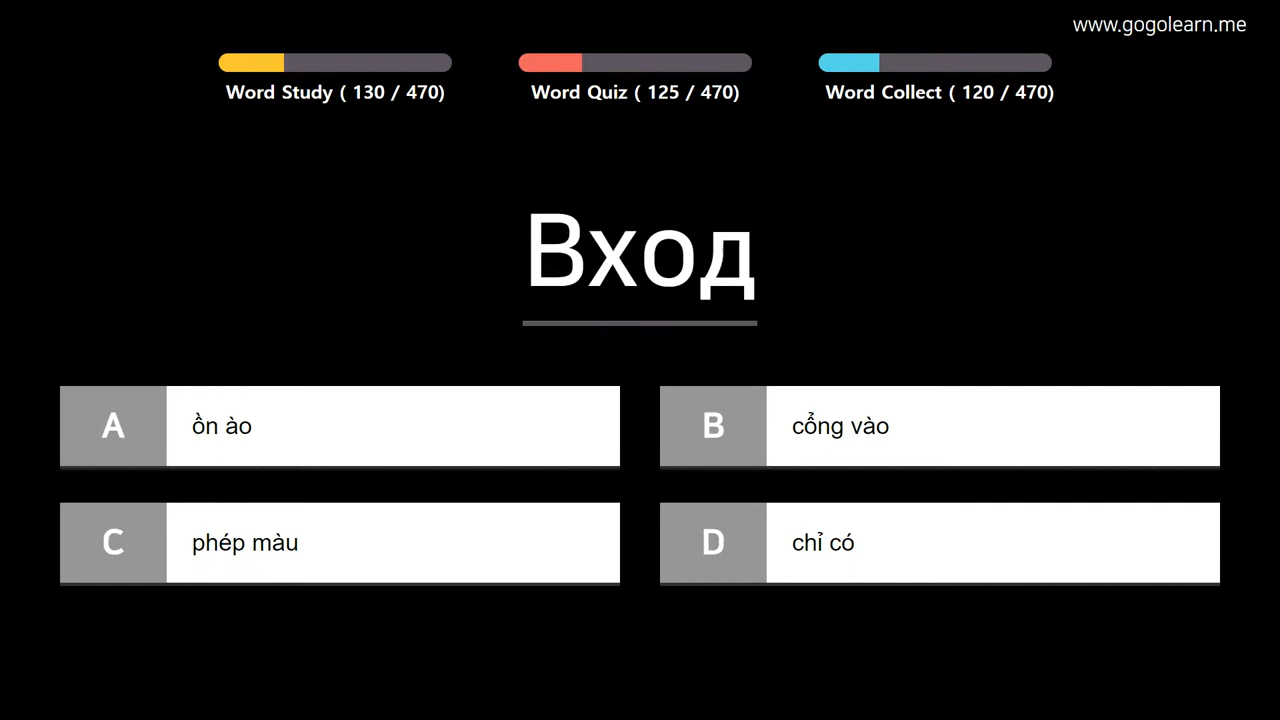 www.gogolearn.me
Word Study ( 130 / 470)
Word Quiz ( 125 / 470)
Word Collect ( 120 / 470)
Вход
A
ồn ào
B
cổng vào
C
phép màu
D
chỉ có